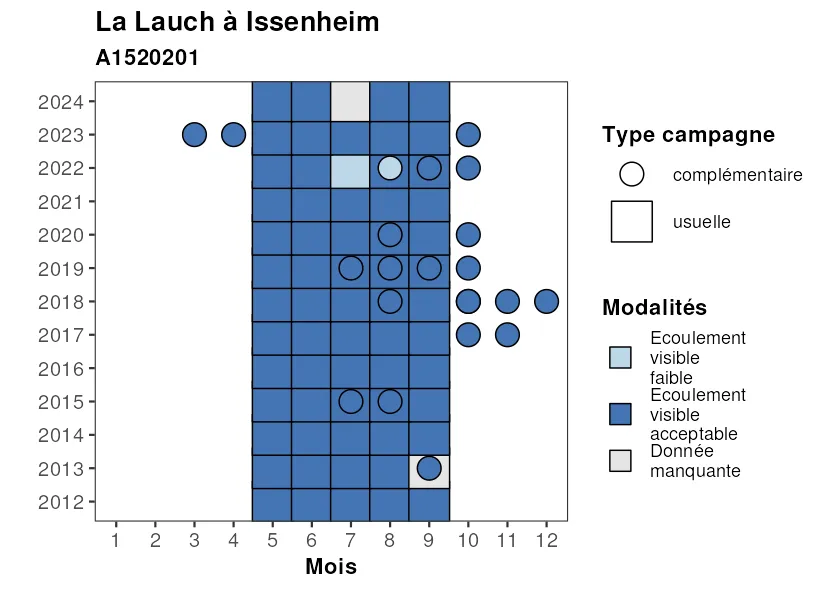 La Lauch à Issenheim
A1520201
2024
2023
2022
2021
2020
2019
2018
2017
2016
2015
2014
2013
2012
1 2 3 4 5 6 7 8 9 10 11 12
Mois
Type campagne
complémentaire
usuelle
Modalités
Ecoulement
visible
faible
Ecoulement
visible
acceptable
Donnée
manquante